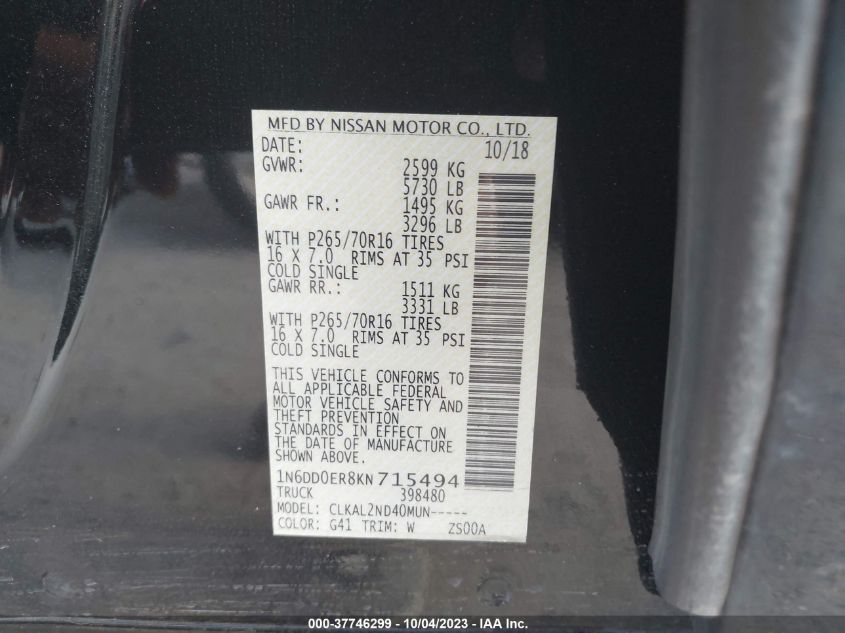 MFD BY NISSAN MOTOR CO., LTD.
DATE: 10/18
GVWR: 2599 KG
5730 LB
GAWR FR.: 1495 KG
3296 LB
WITH P265/70R16 TIRES
16 X 7.0 RIMS AT 35 PSI
COLD SINGLE
GAWR RR.: 1511 KG
3331 LB
WITH P265/70R16 TIRES
16 X 7.0 RIMS AT 35 PSI
COLD SINGLE
THIS VEHICLE CONFORMS TO
ALL APPLICABLE FEDERAL
MOTOR VEHICLE SAFETY AND
THEFT PREVENTION
STANDARDS IN EFFECT ON
THE DATE OF MANUFACTURE
SHOWN ABOVE.
1N6DD0ER8KN715494
TRUCK 398480
MODEL: CLKAL2ND40MUN-----
COLOR: G41 TRIM: W ZS00A
000-37746299 - 10/04/2023 - IAA Inc.